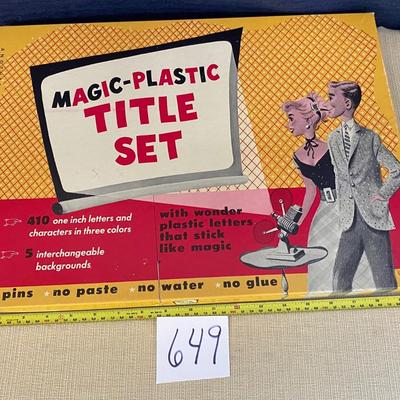 MAGIC-PLASTIC
TITLE
SET
410 one inch letters and
characters in three colors
5 interchangeable
backgrounds
with wonder
plastic letters
that stick
like magic
pins ★ no paste ★ no water ★ no glue
649